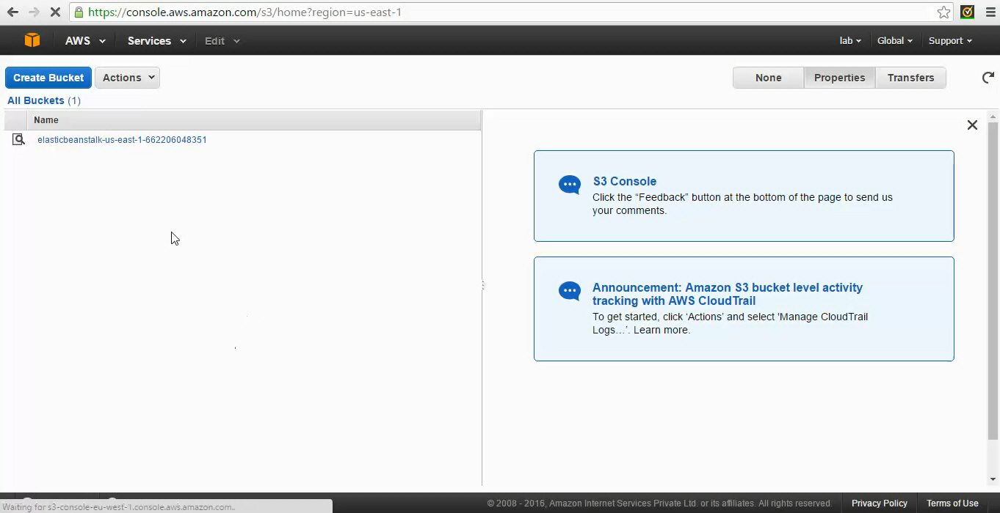 https://console.aws.amazon.com/s3/home?region=us-east-1
AWS Services Edit lab Global Support
Create Bucket Actions None Properties Transfers
All Buckets (1)
Name
elasticbeanstalk-us-east-1-662206048351
S3 Console
Click the “Feedback” button at the bottom of the page to send us
your comments.
Announcement: Amazon S3 bucket level activity
tracking with AWS CloudTrail
To get started, click ‘Actions’ and select 'Manage CloudTrail
Logs…’. Learn more.
Waiting for s3-console-eu-west-1.console.aws.amazon.com...
© 2008 - 2016, Amazon Internet Services Private Ltd. or its affiliates. All rights reserved. Privacy Policy Terms of Use